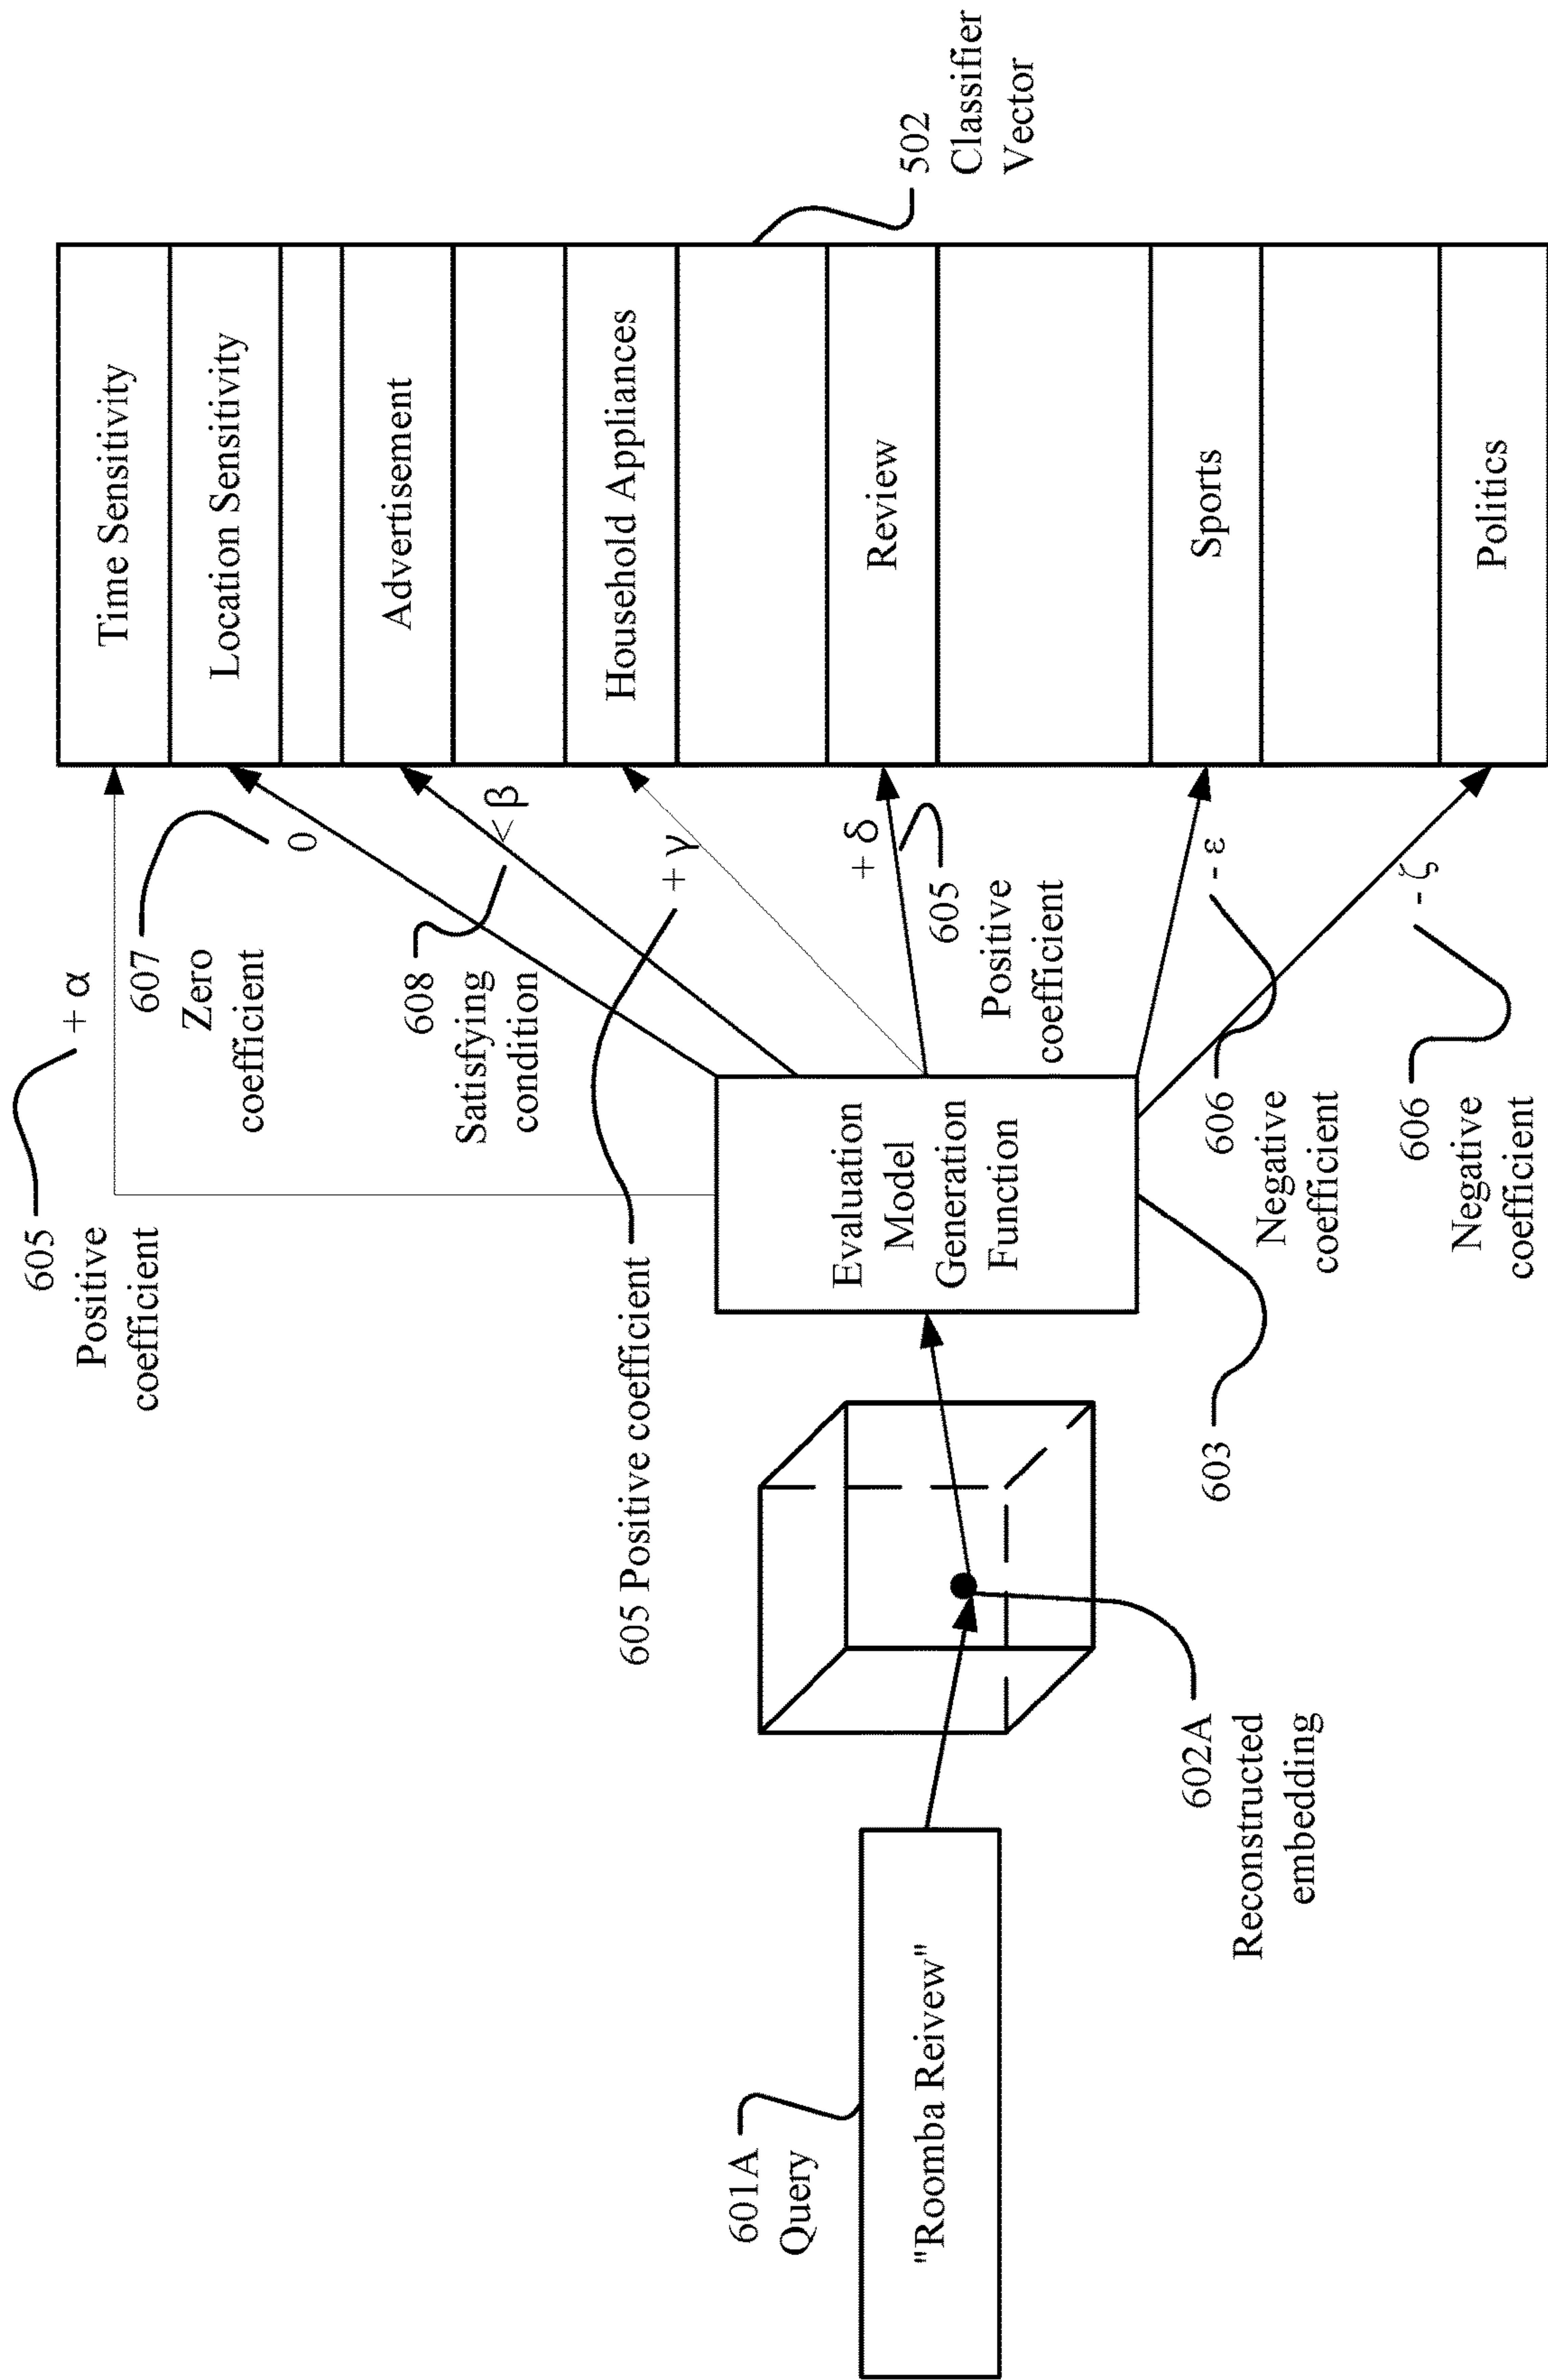 605
Positive
coefficient
+ α
607
Zero
coefficient
0
608
Satisfying
condition
< β
605 Positive coefficient
+ γ
+ δ
605
Positive
coefficient
- ε
606
Negative
coefficient
- ζ
606
Negative
coefficient
601A
Query
"Roomba Reivew"
602A
Reconstructed
embedding
Evaluation
Model
Generation
Function
603
Time Sensitivity
Location Sensitivity
Advertisement
Household Appliances
Review
Sports
Politics
502
Classifier
Vector